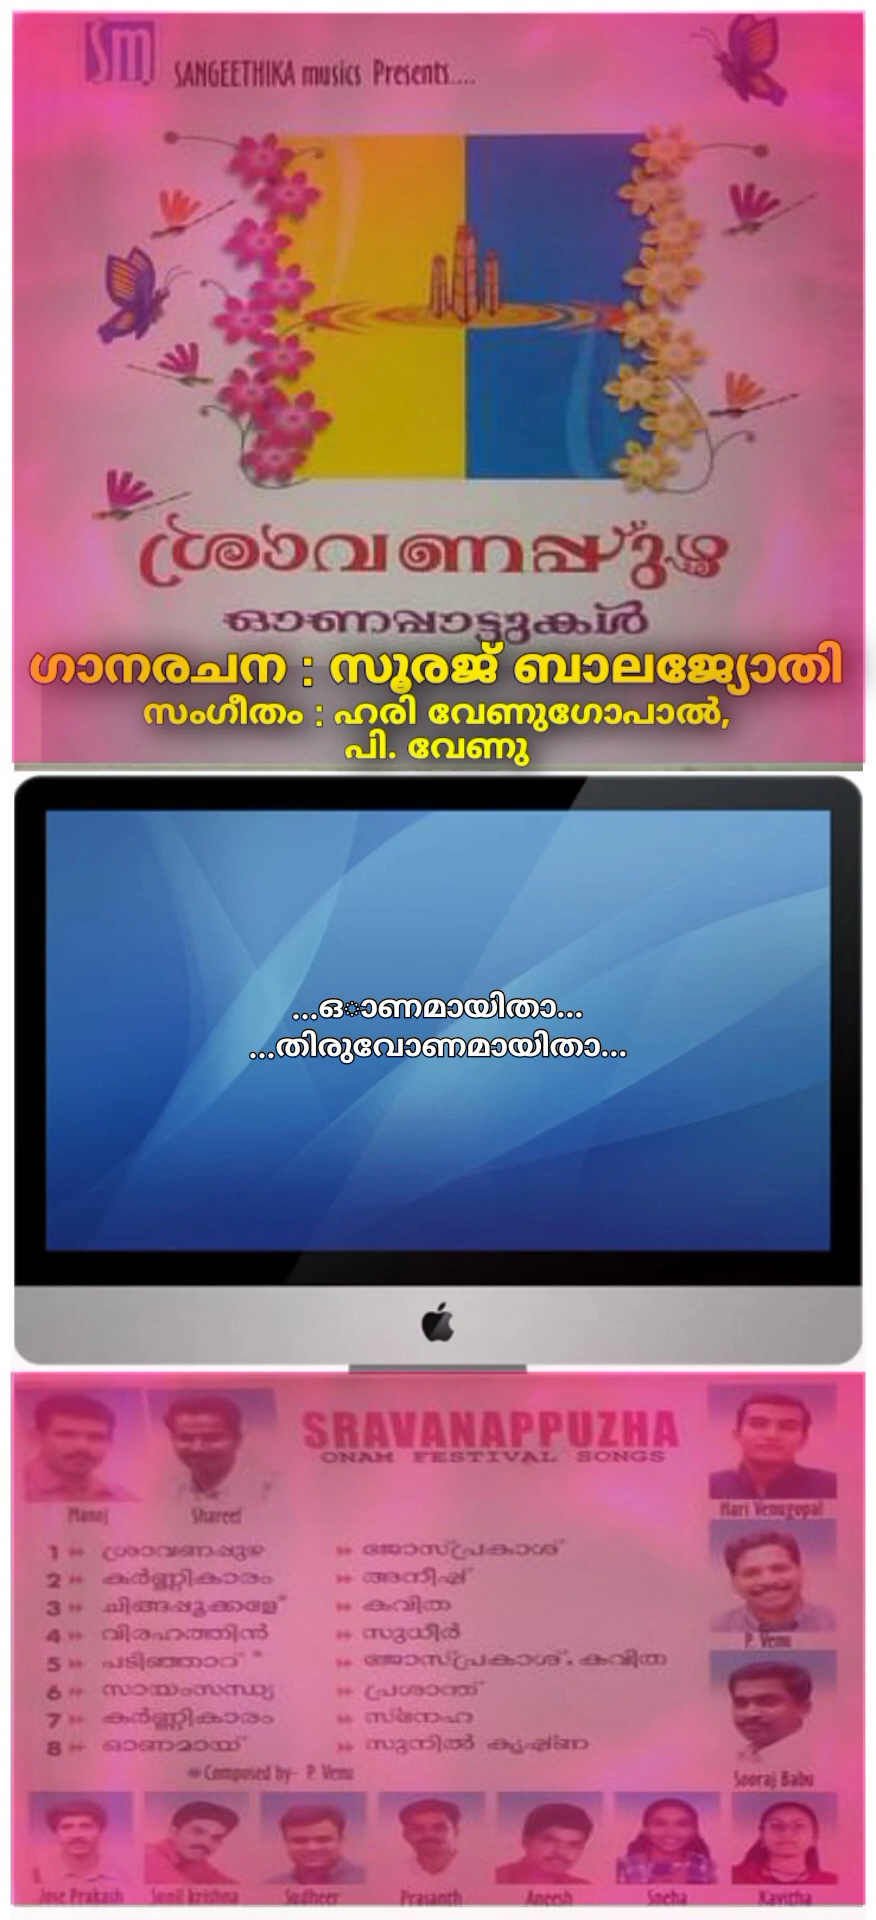 Sm
SANGEETHIKA musics Presents....
ശ്രാവണപ്പുഴ
ഓണപ്പാട്ടുകൾ
ഗാനരചന : സൂരജ് ബാലജ്യോതി
സംഗീതം : ഹരി വേണുഗോപാൽ,
പി. വേണു
...ഒാണമായിതാ...
...തിരുവോണമായിതാ...
SRAVANAPPUZHA
ONAM FESTIVAL SONGS
Manoj
Shareef
Hari Venugopal
1 ശ്രാവണപ്പുഴ ജോസ്പ്രകാശ്
2 കർണ്ണികാരം അനീഷ്
3 ചിങ്ങപ്പൂക്കളേ* കവിത
4 വിരഹത്തിൻ സുധീർ
P. Venu
5 പടിഞ്ഞാറ് * ജോസ്പ്രകാശ്. കവിത
6 സായംസന്ധ്യ പ്രശാന്ത്
7 കർണ്ണികാരം സ്നേഹ
8 ഓണമായ് സുനിൽ കൃഷ്ണ
* Composed by- P. Venu
Sooraj Babu
Jose Prakash Sunil krishna Sudheer Prasanth Aneesh Sneha Kavitha